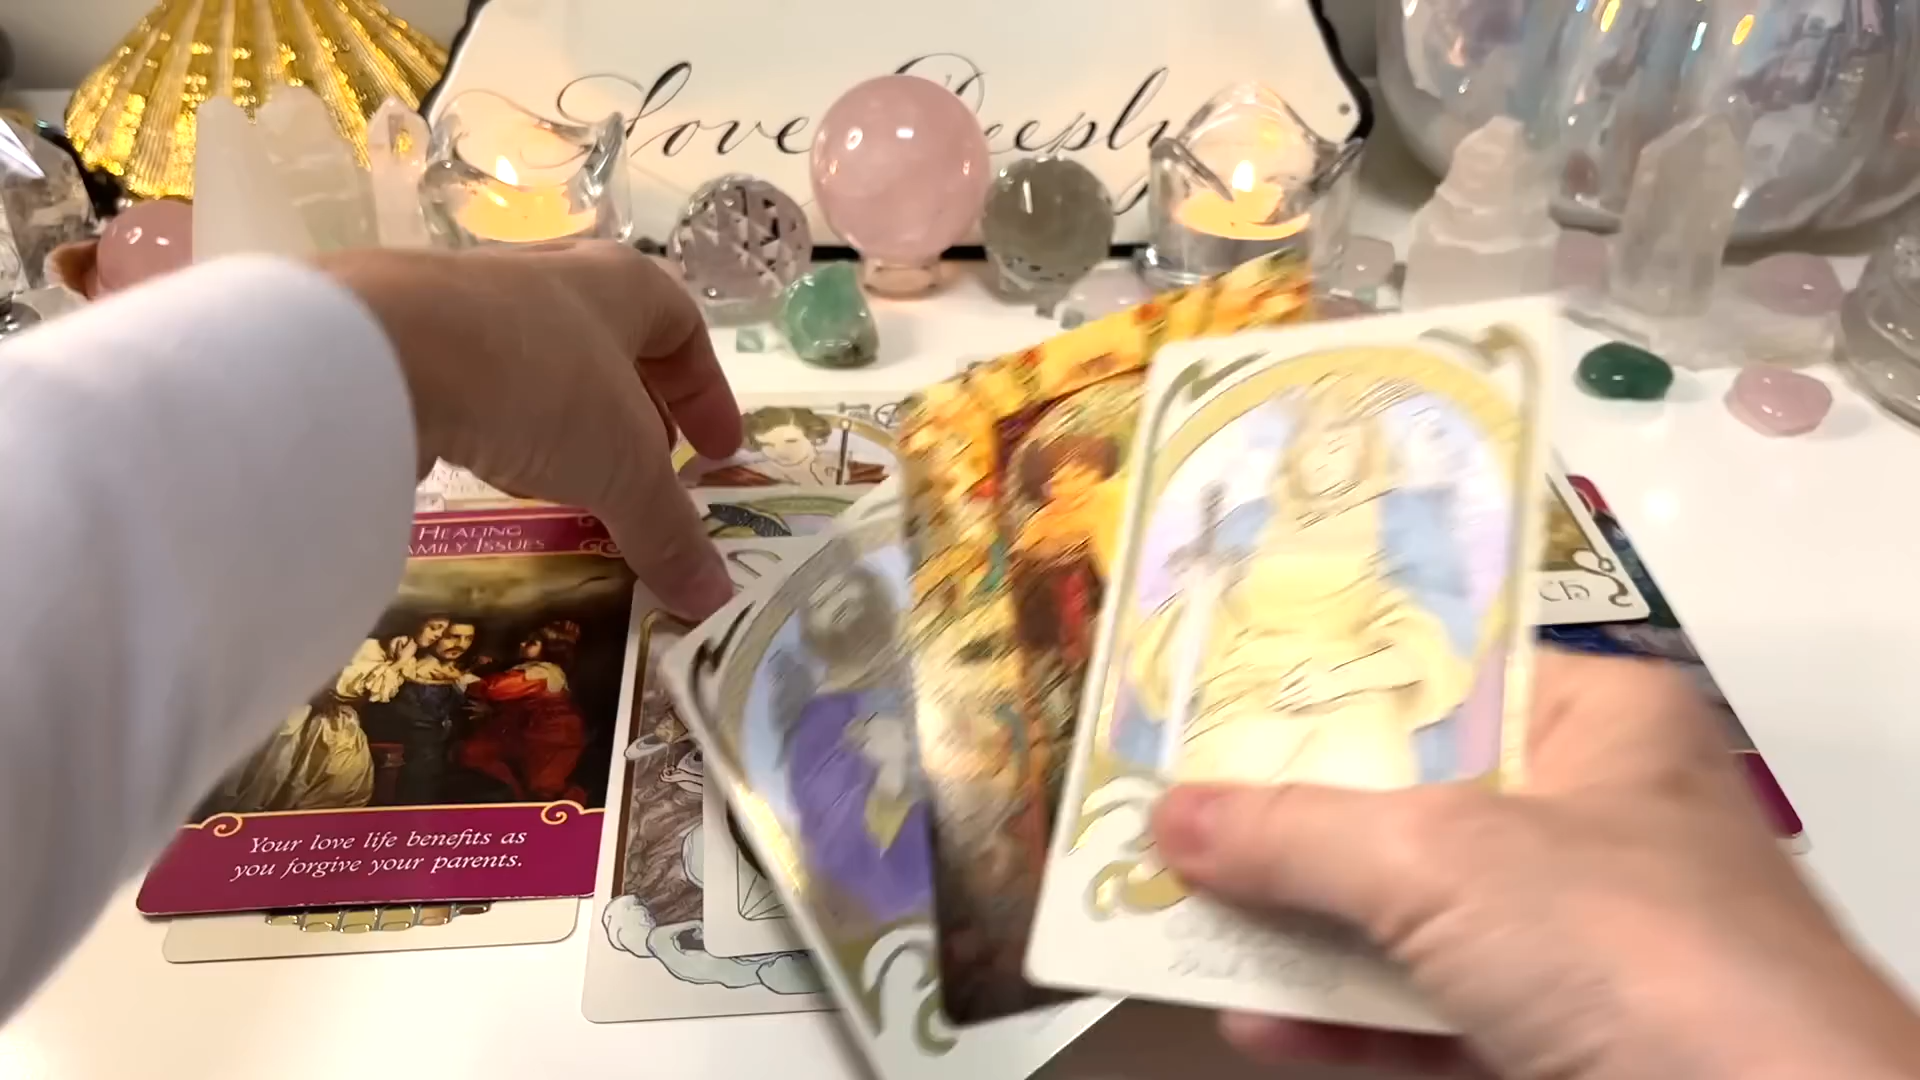 Love Deeply
HEALING
FAMILY ISSUES
Your love life benefits as
you forgive your parents.